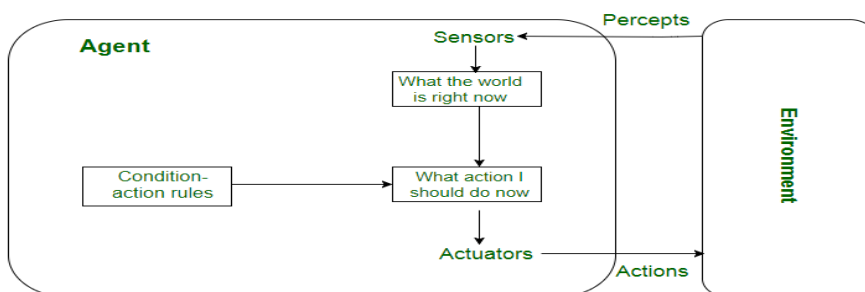 Percepts
Sensors
Agent
What the world
is right now
Environment
Condition-
action rules
What action I
should do now
Actuators
Actions